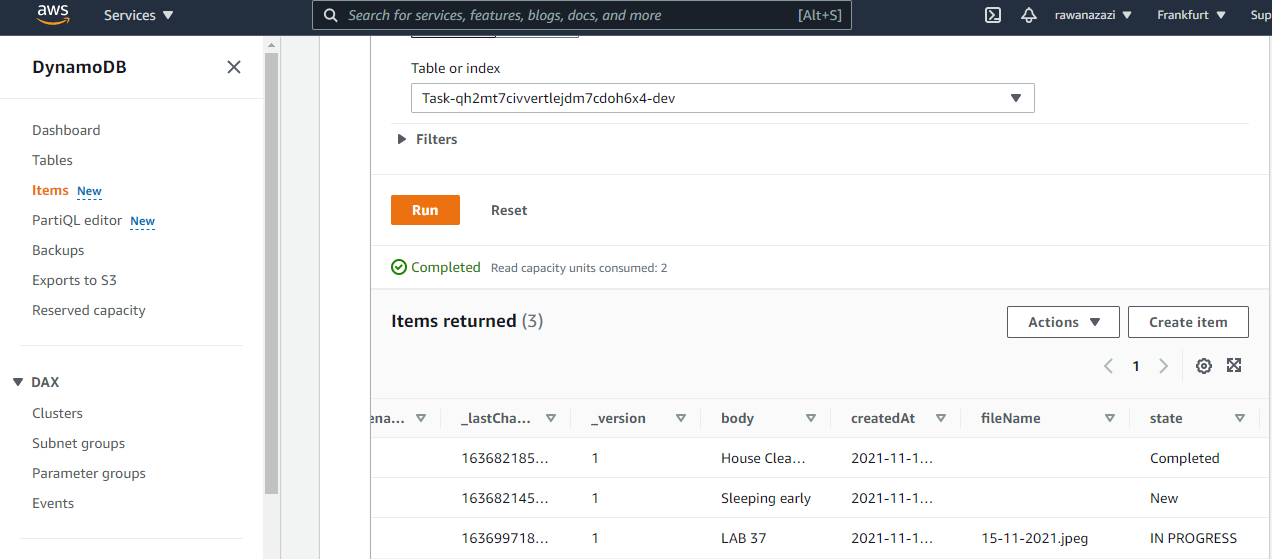 aws Services Search for services, features, blogs, docs, and more [Alt+S] rawanazazi Frankfurt Sup
DynamoDB
Dashboard
Tables
Items New
PartiQL editor New
Backups
Exports to S3
Reserved capacity
DAX
Clusters
Subnet groups
Parameter groups
Events
Table or index
Task-qh2mt7civvertlejdm7cdoh6x4-dev
Filters
Run Reset
Completed Read capacity units consumed: 2
Items returned (3) Actions Create item
1
ena... _lastCha... _version body createdAt fileName state
163682185... 1 House Clea... 2021-11-1... Completed
163682145... 1 Sleeping early 2021-11-1... New
163699718... 1 LAB 37 2021-11-1... 15-11-2021.jpeg IN PROGRESS